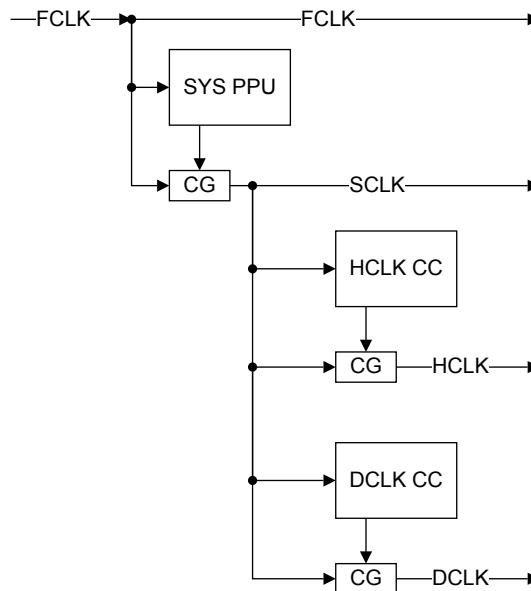 FCLK FCLK
SYS PPU
CG SCLK
HCLK CC
CG HCLK
DCLK CC
CG DCLK